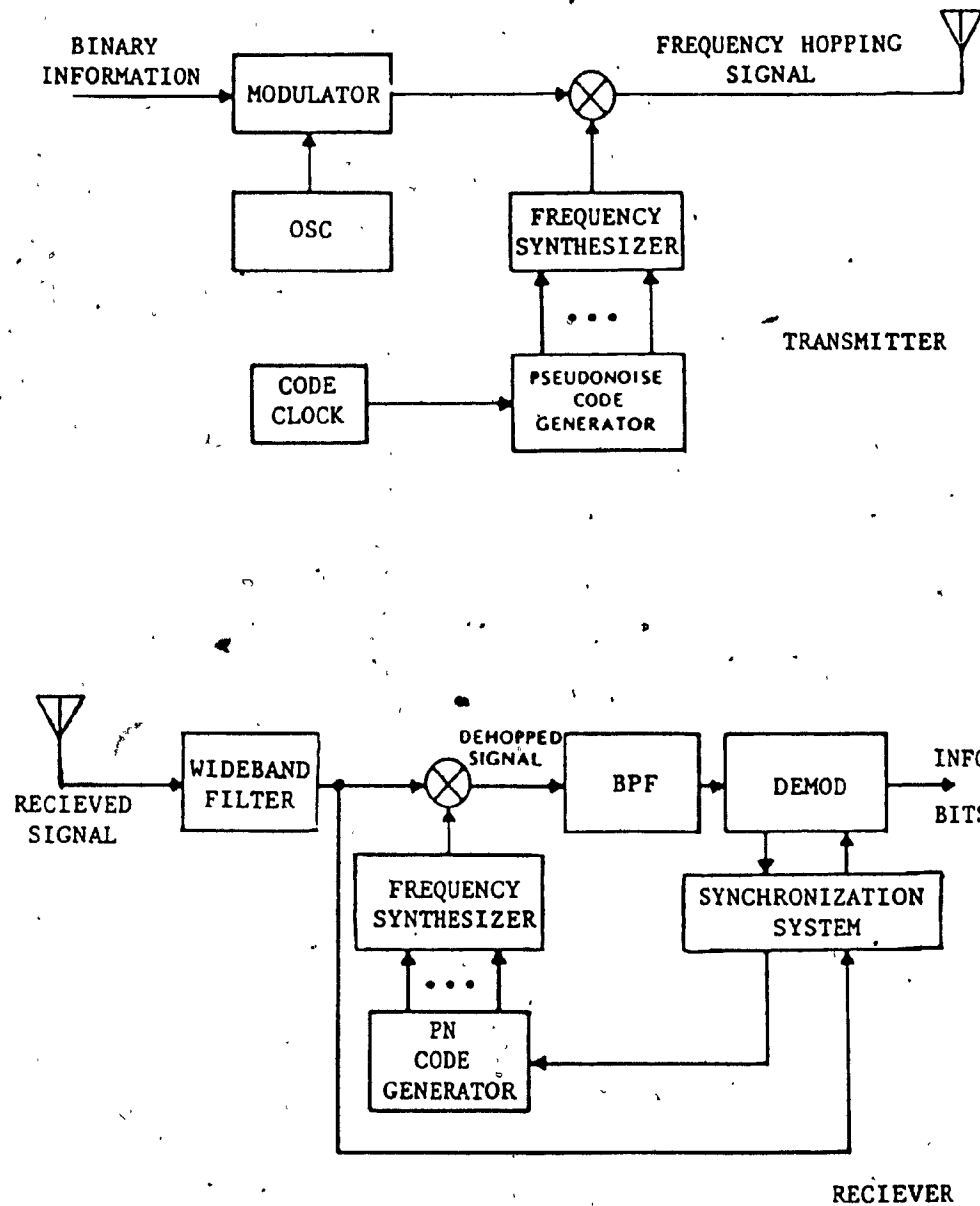 BINARY
INFORMATION
MODULATOR
FREQUENCY HOPPING
SIGNAL
OSC
FREQUENCY
SYNTHESIZER
TRANSMITTER
CODE
CLOCK
PSEUDONOISE
CODE
GENERATOR
RECIEVED
SIGNAL
WIDEBAND
FILTER
DEHOPPED
SIGNAL
BPF
DEMOD
INFO
BITS
FREQUENCY
SYNTHESIZER
SYNCHRONIZATION
SYSTEM
PN
CODE
GENERATOR
RECIEVER